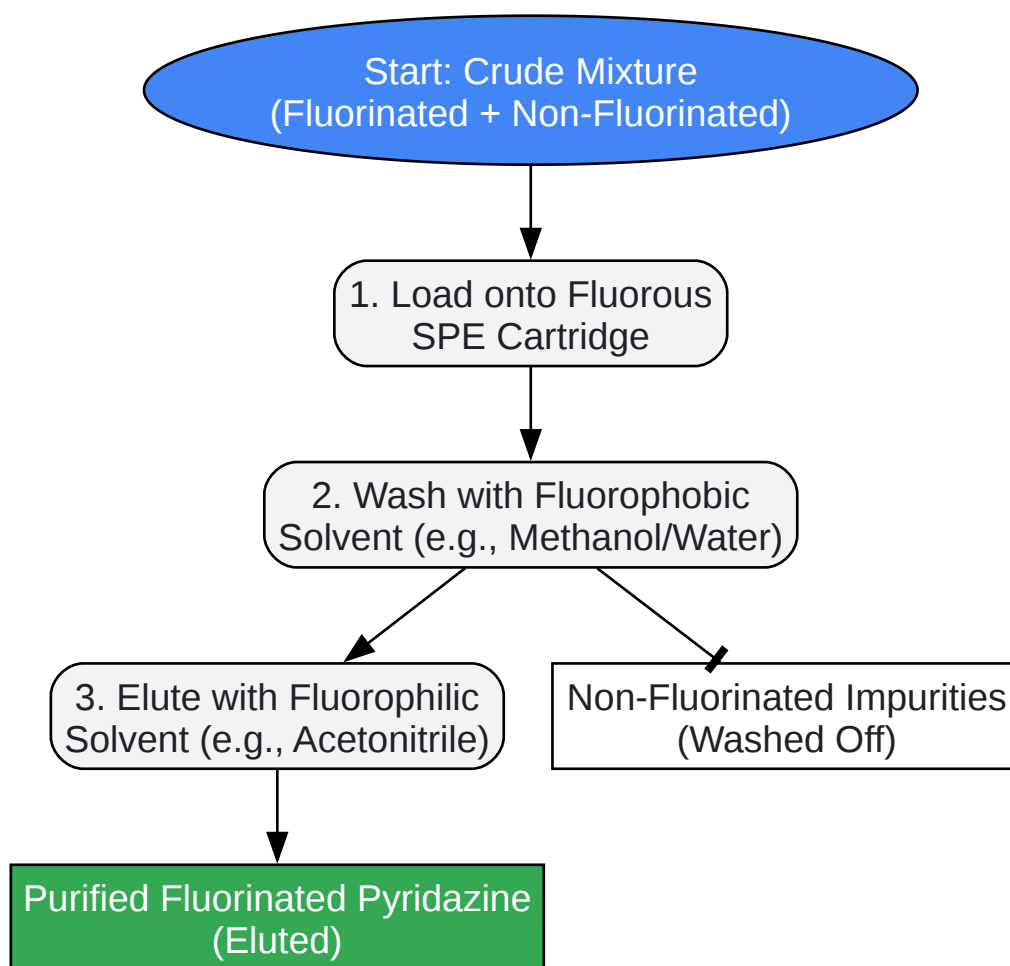 Start: Crude Mixture
(Fluorinated + Non-Fluorinated)
1. Load onto Fluorous
SPE Cartridge
2. Wash with Fluorophobic
Solvent (e.g., Methanol/Water)
3. Elute with Fluorophilic
Solvent (e.g., Acetonitrile)
Non-Fluorinated Impurities
(Washed Off)
Purified Fluorinated Pyridazine
(Eluted)